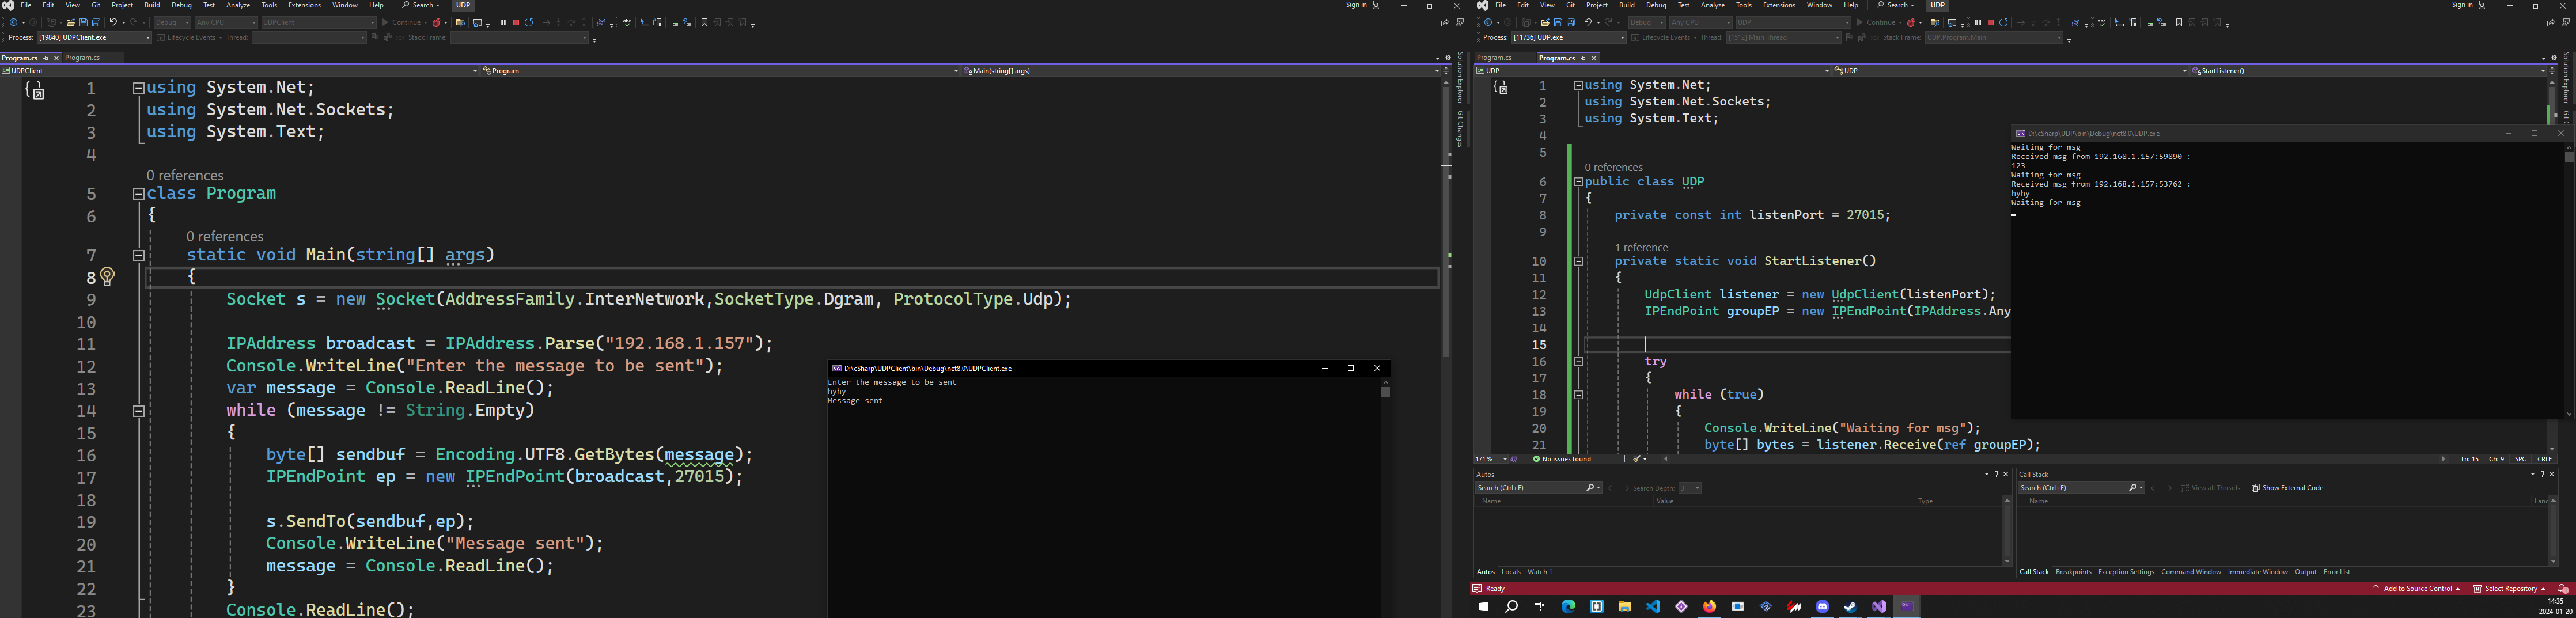 File Edit View Git Project Build Debug Test Analyze Tools Extensions Window Help Search UDP Sign in
Debug Any CPU UDPClient Continue
Process: [19840] UDPClient.exe Lifecycle Events Thread: Stack Frame:
Program.cs Program.cs
UDPClient Program Main(string[] args)
1 using System.Net;
2 using System.Net.Sockets;
3 using System.Text;
4
0 references
5 class Program
6 {
0 references
7 static void Main(string[] args)
8 {
9 Socket s = new Socket(AddressFamily.InterNetwork,SocketType.Dgram, ProtocolType.Udp);
10
11 IPAddress broadcast = IPAddress.Parse("192.168.1.157");
12 Console.WriteLine("Enter the message to be sent");
13 var message = Console.ReadLine();
14 while (message != String.Empty)
15 {
16 byte[] sendbuf = Encoding.UTF8.GetBytes(message);
17 IPEndPoint ep = new IPEndPoint(broadcast,27015);
18
19 s.SendTo(sendbuf,ep);
20 Console.WriteLine("Message sent");
21 message = Console.ReadLine();
22 }
23 Console.ReadLine();
D:\cSharp\UDPClient\bin\Debug\net8.0\UDPClient.exe
Enter the message to be sent
hyhy
Message sent
Solution Explorer
Git Changes
File Edit View Git Project Build Debug Test Analyze Tools Extensions Window Help Search UDP Sign in
Debug Any CPU UDP Continue
Process: [11736] UDP.exe Lifecycle Events Thread: [1512] Main Thread Stack Frame: UDP.Program.Main
Program.cs Program.cs
UDP UDP StartListener()
1 using System.Net;
2 using System.Net.Sockets;
3 using System.Text;
4
5
0 references
6 public class UDP
7 {
8 private const int listenPort = 27015;
9
1 reference
10 private static void StartListener()
11 {
12 UdpClient listener = new UdpClient(listenPort);
13 IPEndPoint groupEP = new IPEndPoint(IPAddress.Any
14
15
16 try
17 {
18 while (true)
19 {
20 Console.WriteLine("Waiting for msg");
21 byte[] bytes = listener.Receive(ref groupEP);
D:\cSharp\UDP\bin\Debug\net8.0\UDP.exe
Waiting for msg
Received msg from 192.168.1.157:59890 :
123
Waiting for msg
Received msg from 192.168.1.157:53762 :
hyhy
Waiting for msg
Solution Explorer
171 % No issues found Ln: 15 Ch: 9 SPC CRLF
Autos
Search (Ctrl+E) Search Depth:
Name Value Type
Autos Locals Watch 1
Call Stack
Search (Ctrl+E) View all Threads Show External Code
Name Lang
Call Stack Breakpoints Exception Settings Command Window Immediate Window Output Error List
Ready Add to Source Control Select Repository
14:35
2024-01-20